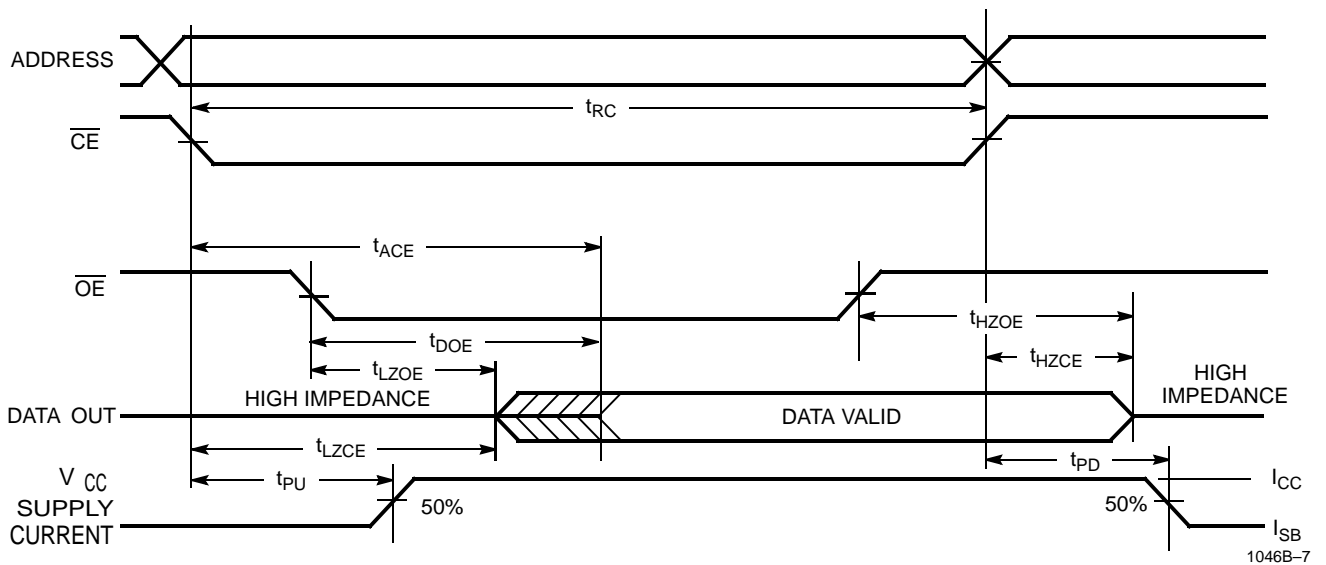 ADDRESS
tRC
CE
tACE
OE
tHZOE
tDOE
tHZCE
tLZOE
HIGH IMPEDANCE
HIGH
IMPEDANCE
DATA OUT
DATA VALID
tLZCE
tPD
VCC
SUPPLY
CURRENT
tPU
50%
50%
ICC
ISB
1046B–7